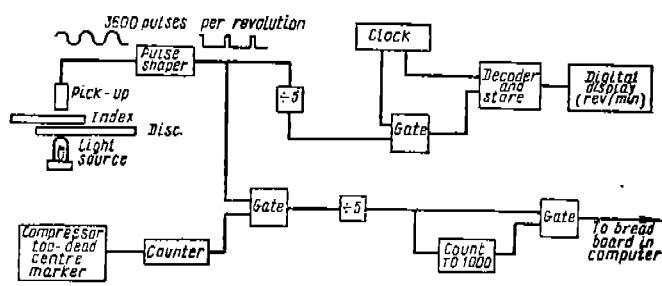 3600 pulses per revolution
Pulse
shaper
Clock
Pick-up
Index
Disc.
Light
source
÷5
Gate
Decoder
and
store
Digital
display
(rev/min)
Compressor
top-dead
centre
marker
Counter
Gate
÷5
Count
TO 1000
Gate
To bread
board in
computer